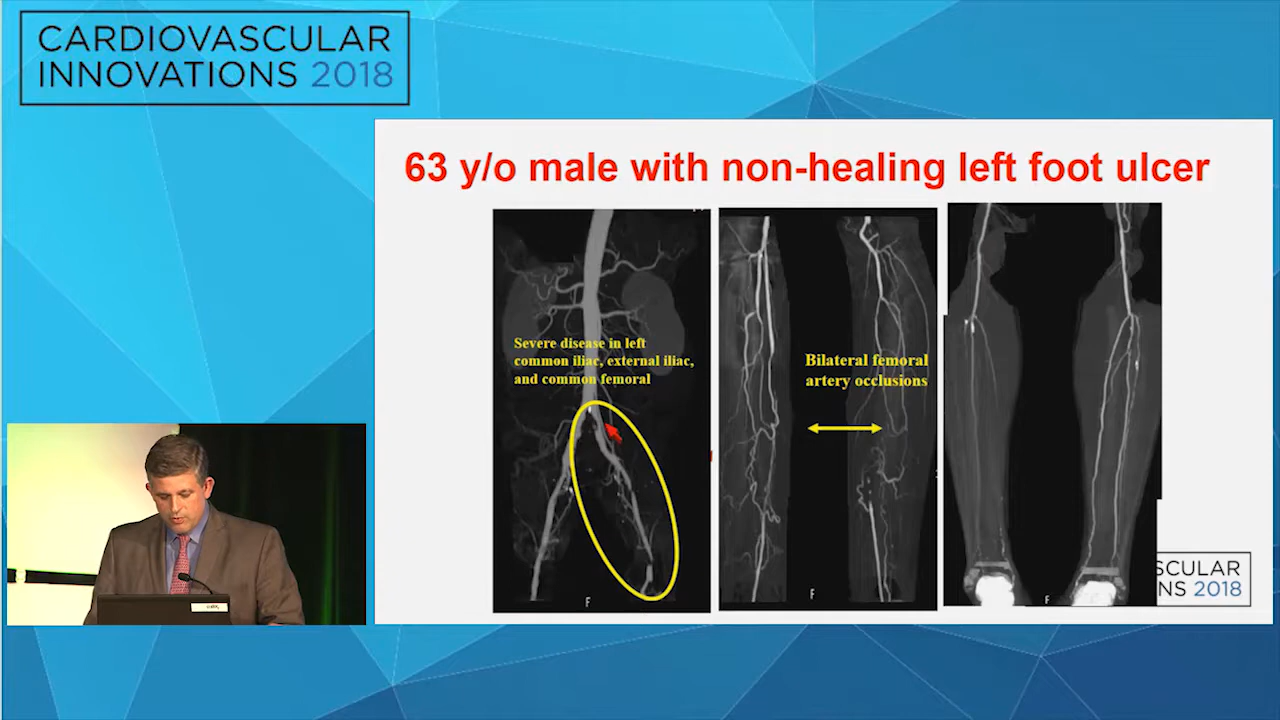 CARDIOVASCULAR
INNOVATIONS 2018
63 y/o male with non-healing left foot ulcer
Severe disease in left
common iliac, external iliac,
and common femoral
Bilateral femoral
artery occlusions
F
F
F
SCULAR
NS 2018